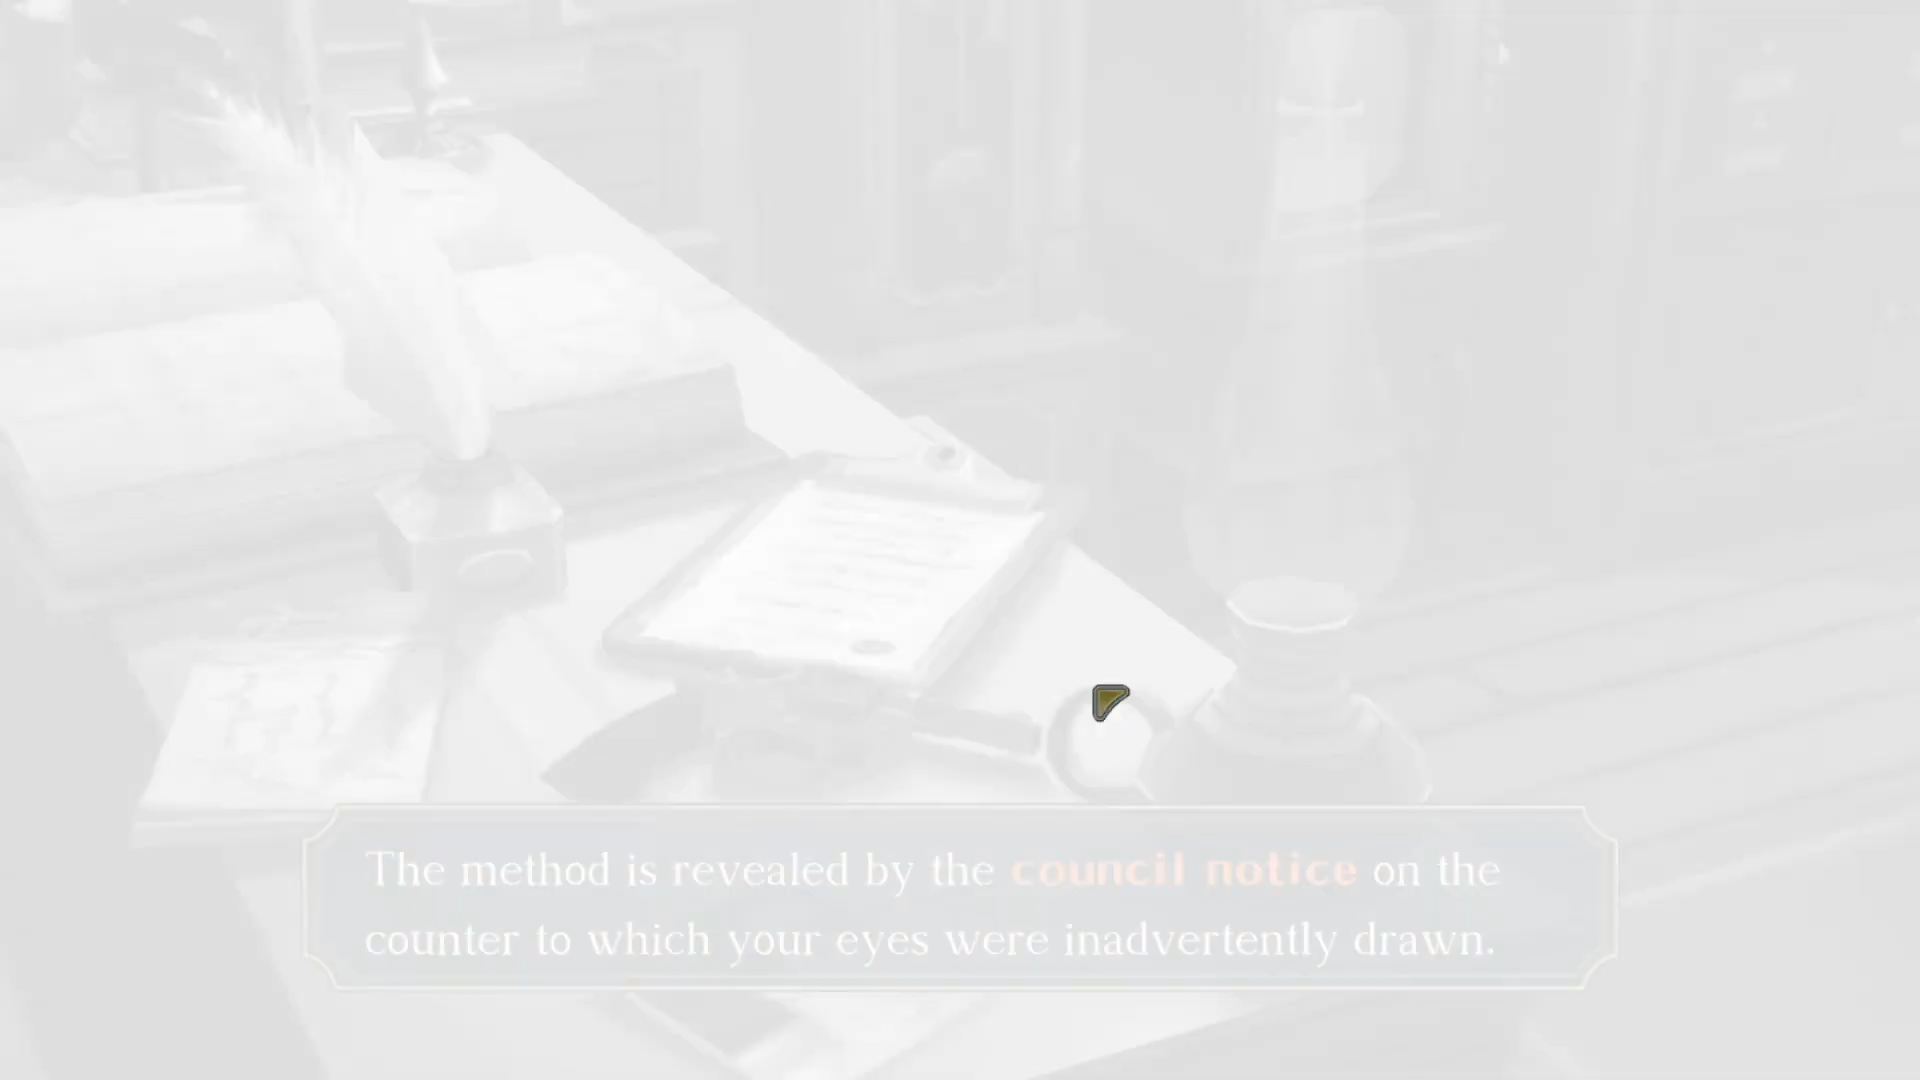 The method is revealed by the council notice on the
counter to which your eyes were inadvertently drawn.